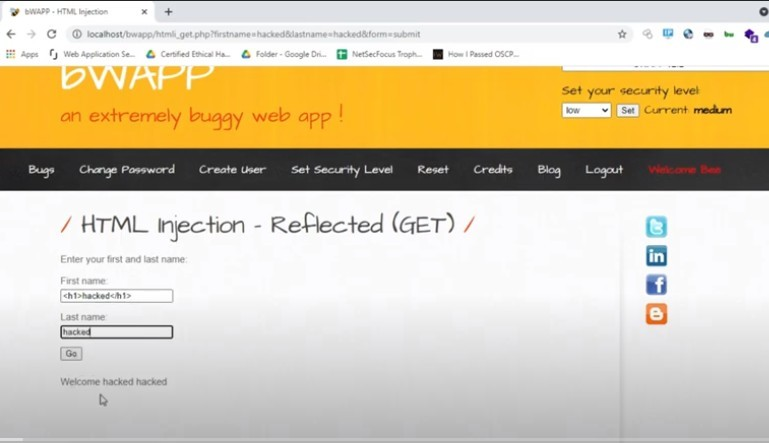 bWAPP - HTML Injection
localhost/bwapp/htmli_get.php?firstname=hacked&lastname=hacked&form=submit
Apps Web Application Se... Certified Ethical Ha... Folder - Google Dri... NetSecFocus Troph... How I Passed OSCP...
bWAPP
an extremely buggy web app !
Set your security level:
low Set Current: medium
Bugs Change Password Create User Set Security Level Reset Credits Blog Logout Welcome Bee
/ HTML Injection - Reflected (GET) /
Enter your first and last name:
First name:
<h1>hacked</h1>
Last name:
hacked
Go
Welcome hacked hacked